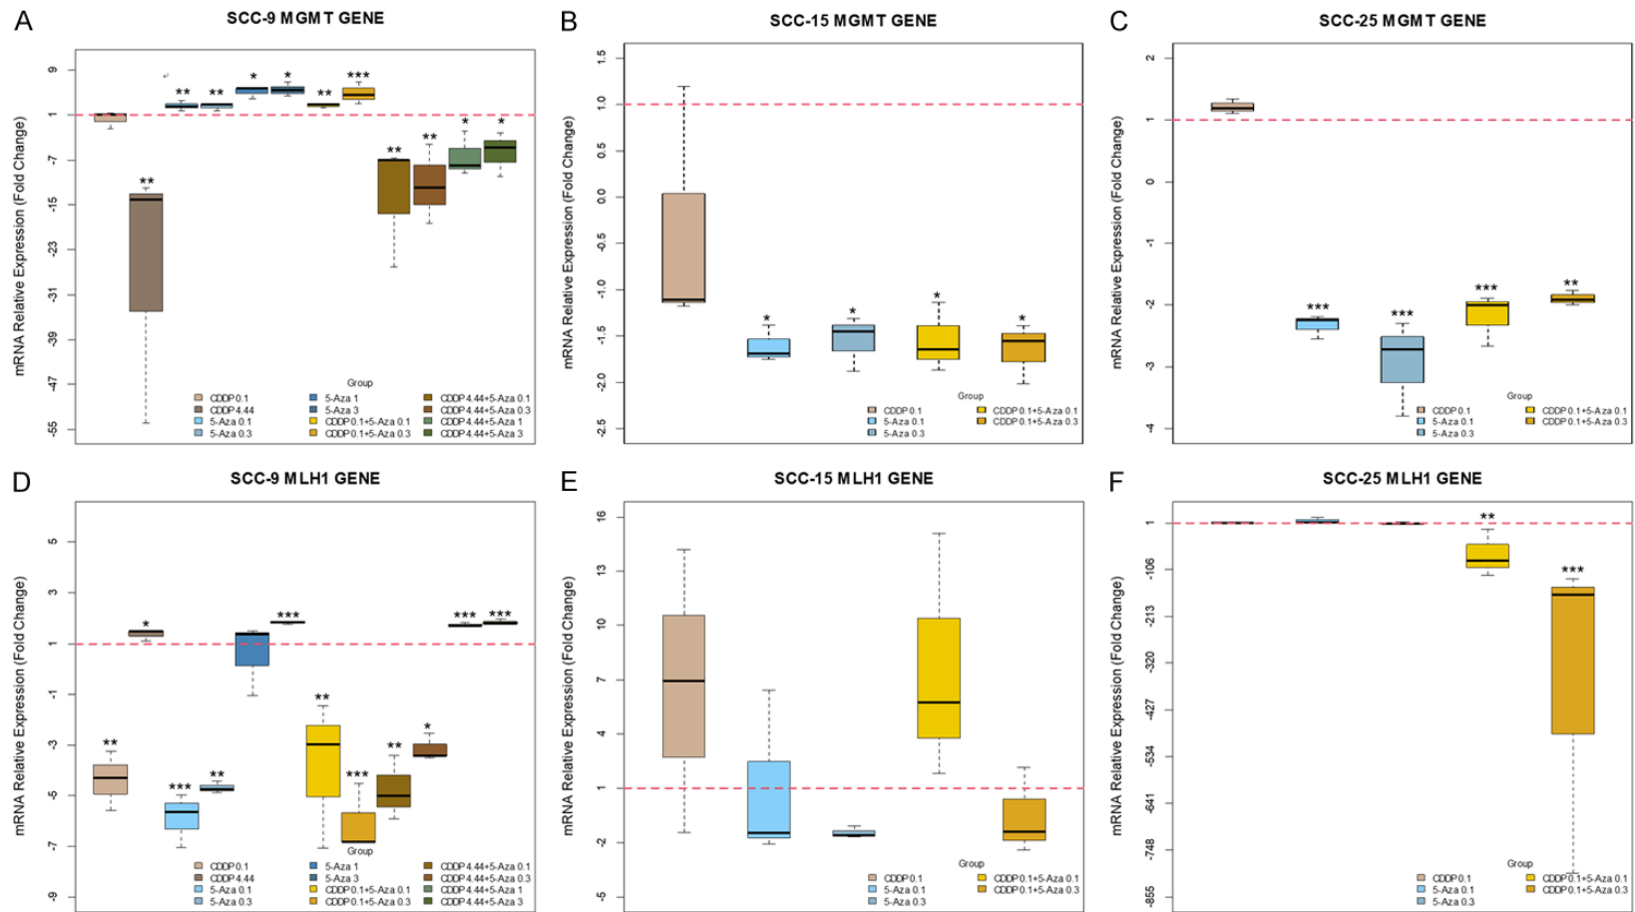 A
SCC-9 MGMT GENE
mRNA Relative Expression (Fold Change)
9
1
-7
-15
-23
-31
-39
-47
-55
**
**
**
*
*
**
***
**
**
*
*
Group
CDDP 0.1
CDDP 4.44
5-Aza 0.1
5-Aza 0.3
5-Aza 1
5-Aza 3
CDDP 0.1+5-Aza 0.1
CDDP 0.1+5-Aza 0.3
CDDP 4.44+5-Aza 0.1
CDDP 4.44+5-Aza 0.3
CDDP 4.44+5-Aza 1
CDDP 4.44+5-Aza 3
B
SCC-15 MGMT GENE
mRNA Relative Expression (Fold Change)
1.5
1.0
0.5
0.0
-0.5
-1.0
-1.5
-2.0
-2.5
*
*
*
*
Group
CDDP 0.1
5-Aza 0.1
5-Aza 0.3
CDDP 0.1+5-Aza 0.1
CDDP 0.1+5-Aza 0.3
C
SCC-25 MGMT GENE
mRNA Relative Expression (Fold Change)
2
1
0
-1
-2
-3
-4
***
***
***
**
Group
CDDP 0.1
5-Aza 0.1
5-Aza 0.3
CDDP 0.1+5-Aza 0.1
CDDP 0.1+5-Aza 0.3
D
SCC-9 MLH1 GENE
mRNA Relative Expression (Fold Change)
5
3
1
-1
-3
-5
-7
-9
**
*
***
**
***
**
***
**
*
***
***
Group
CDDP 0.1
CDDP 4.44
5-Aza 0.1
5-Aza 0.3
5-Aza 1
5-Aza 3
CDDP 0.1+5-Aza 0.1
CDDP 0.1+5-Aza 0.3
CDDP 4.44+5-Aza 0.1
CDDP 4.44+5-Aza 0.3
CDDP 4.44+5-Aza 1
CDDP 4.44+5-Aza 3
E
SCC-15 MLH1 GENE
mRNA Relative Expression (Fold Change)
16
13
10
7
4
1
-2
-5
Group
CDDP 0.1
5-Aza 0.1
5-Aza 0.3
CDDP 0.1+5-Aza 0.1
CDDP 0.1+5-Aza 0.3
F
SCC-25 MLH1 GENE
mRNA Relative Expression (Fold Change)
1
-106
-213
-320
-427
-534
-641
-748
-855
**
***
Group
CDDP 0.1
5-Aza 0.1
5-Aza 0.3
CDDP 0.1+5-Aza 0.1
CDDP 0.1+5-Aza 0.3